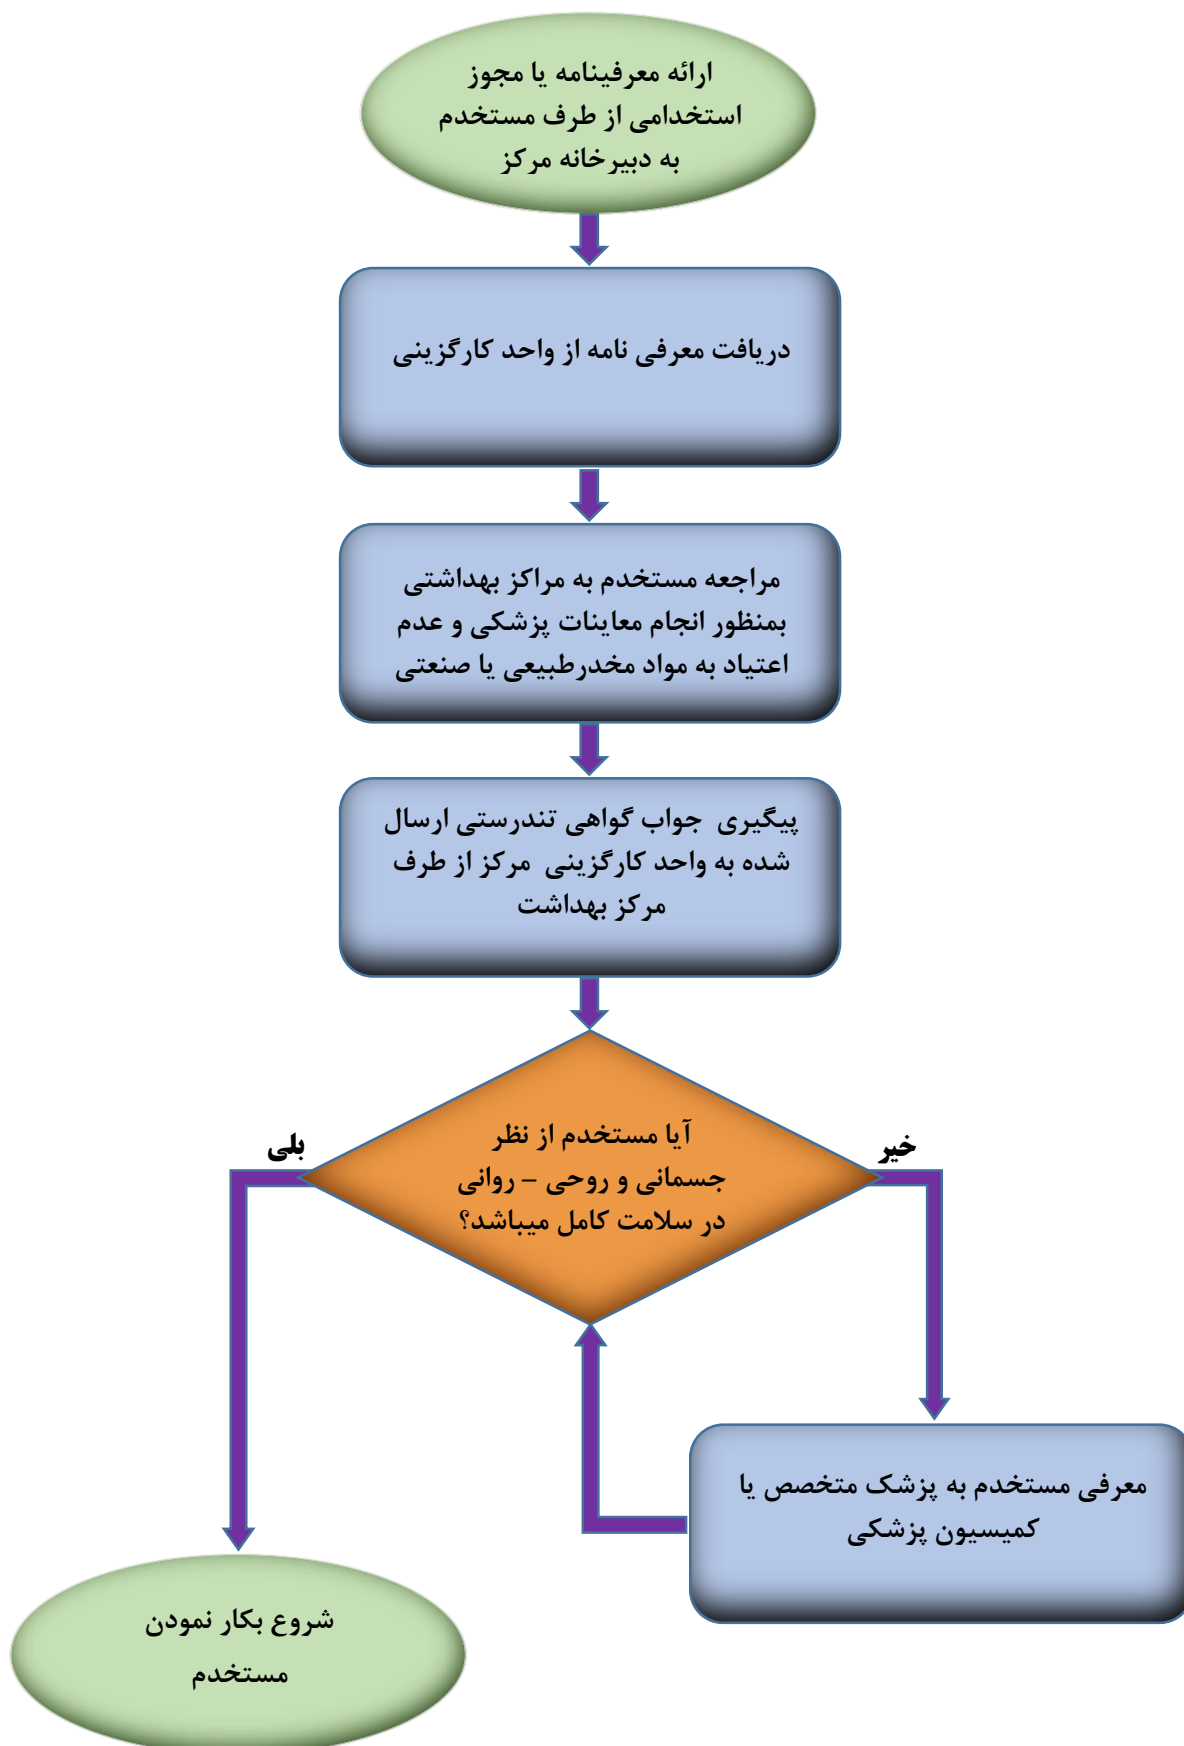 ارائه معرفینامه یا مجوز
استخدامی از طرف مستخدم
به دبیرخانه مرکز
دریافت معرفی نامه از واحد کارگزینی
مراجعه مستخدم به مراکز بهداشتی
بمنظور انجام معاینات پزشکی و عدم
اعتیاد به مواد مخدرطبیعی یا صنعتی
پیگیری جواب گواهی تندرستی ارسال
شده به واحد کارگزینی مرکز از طرف
مرکز بهداشت
آیا مستخدم از نظر
جسمانی و روحی – روانی
در سلامت کامل میباشد؟
خیر
بلی
معرفی مستخدم به پزشک متخصص یا
کمیسیون پزشکی
شروع بکار نمودن
مستخدم